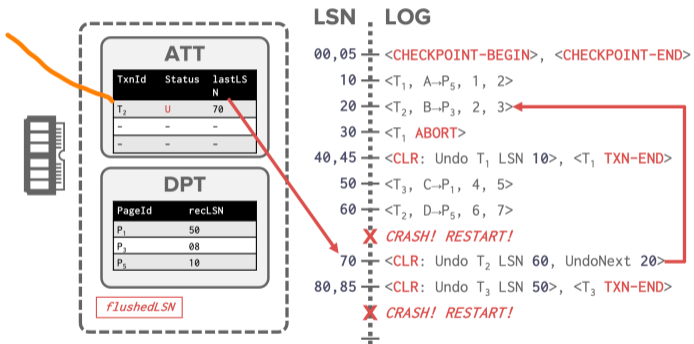 ATT
TxnId Status lastLS
N
T₂ U 70
- - -
- - -
DPT
PageId recLSN
P₁ 50
P₃ 08
P₅ 10
flushedLSN
LSN LOG
00,05 <CHECKPOINT-BEGIN>, <CHECKPOINT-END>
10 <T₁, A→P₅, 1, 2>
20 <T₂, B→P₃, 2, 3>
30 <T₁ ABORT>
40,45 <CLR: Undo T₁ LSN 10>, <T₁ TXN-END>
50 <T₃, C→P₁, 4, 5>
60 <T₂, D→P₅, 6, 7>
X CRASH! RESTART!
70 <CLR: Undo T₂ LSN 60, UndoNext 20>
80,85 <CLR: Undo T₃ LSN 50>, <T₃ TXN-END>
X CRASH! RESTART!